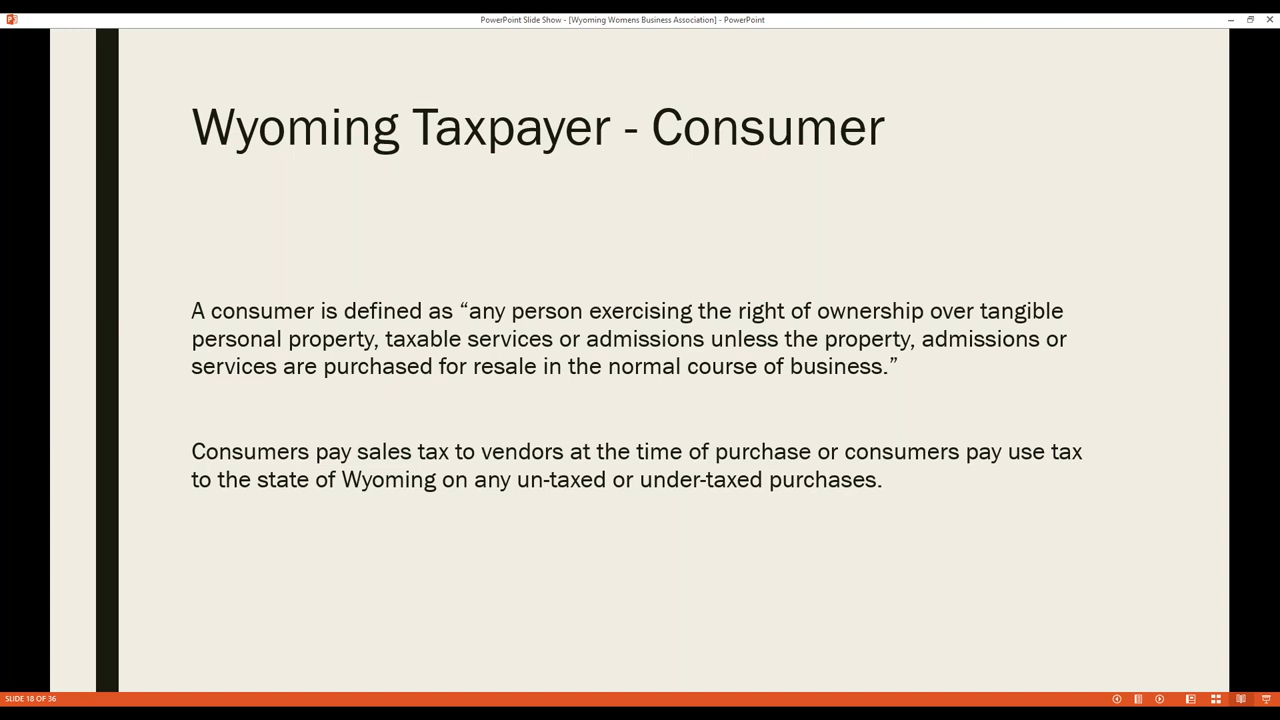 PowerPoint Slide Show - [Wyoming Womens Business Association] - PowerPoint
Wyoming Taxpayer - Consumer
A consumer is defined as “any person exercising the right of ownership over tangible
personal property, taxable services or admissions unless the property, admissions or
services are purchased for resale in the normal course of business.”
Consumers pay sales tax to vendors at the time of purchase or consumers pay use tax
to the state of Wyoming on any un-taxed or under-taxed purchases.
SLIDE 18 OF 36